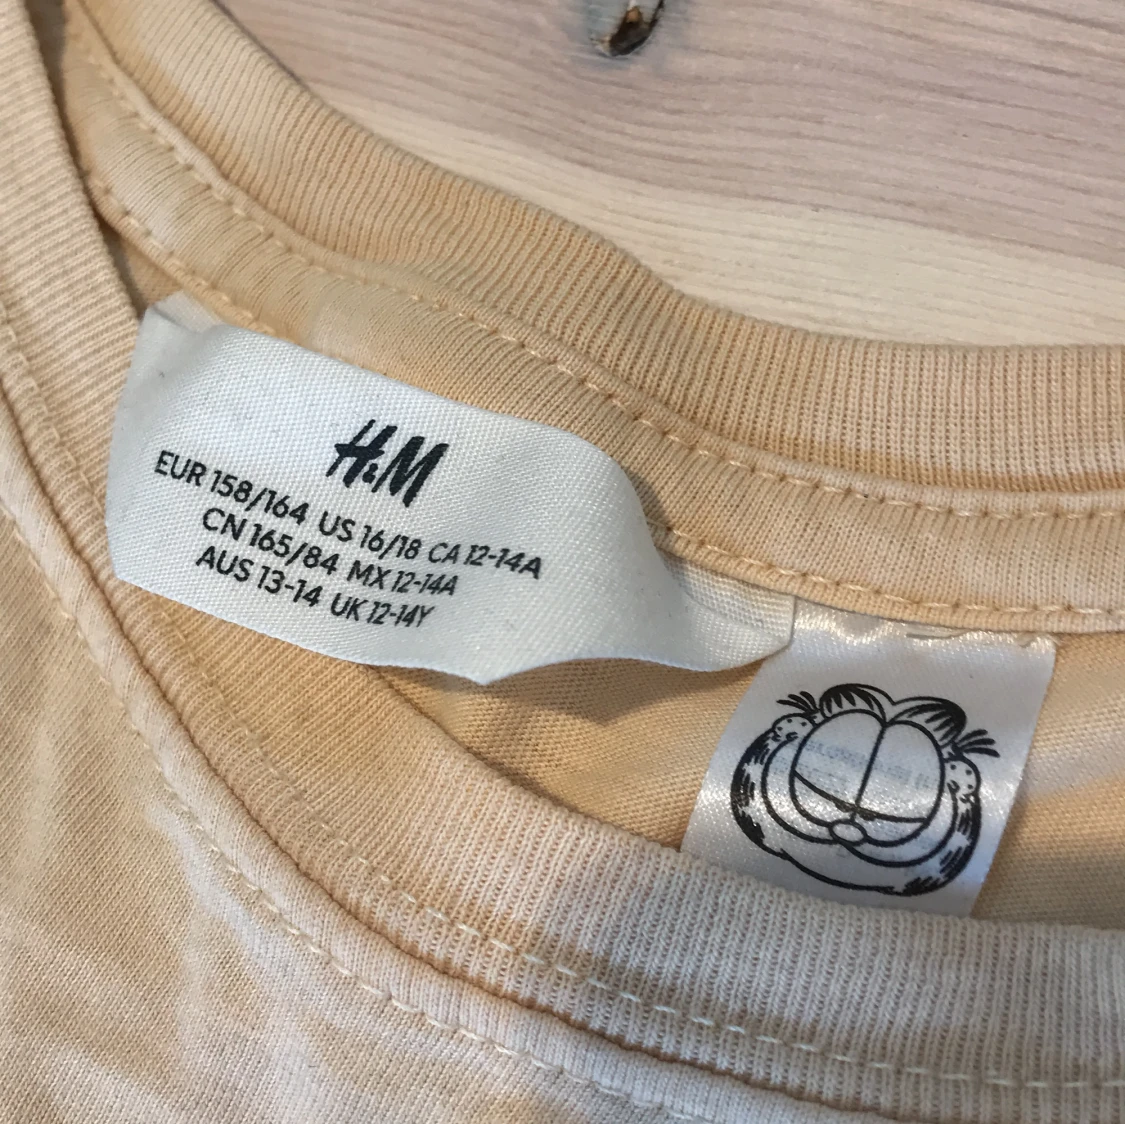 H&M
EUR 158/164 US 16/18 CA 12-14A
CN 165/84 MX 12-14A
AUS 13-14 UK 12-14Y